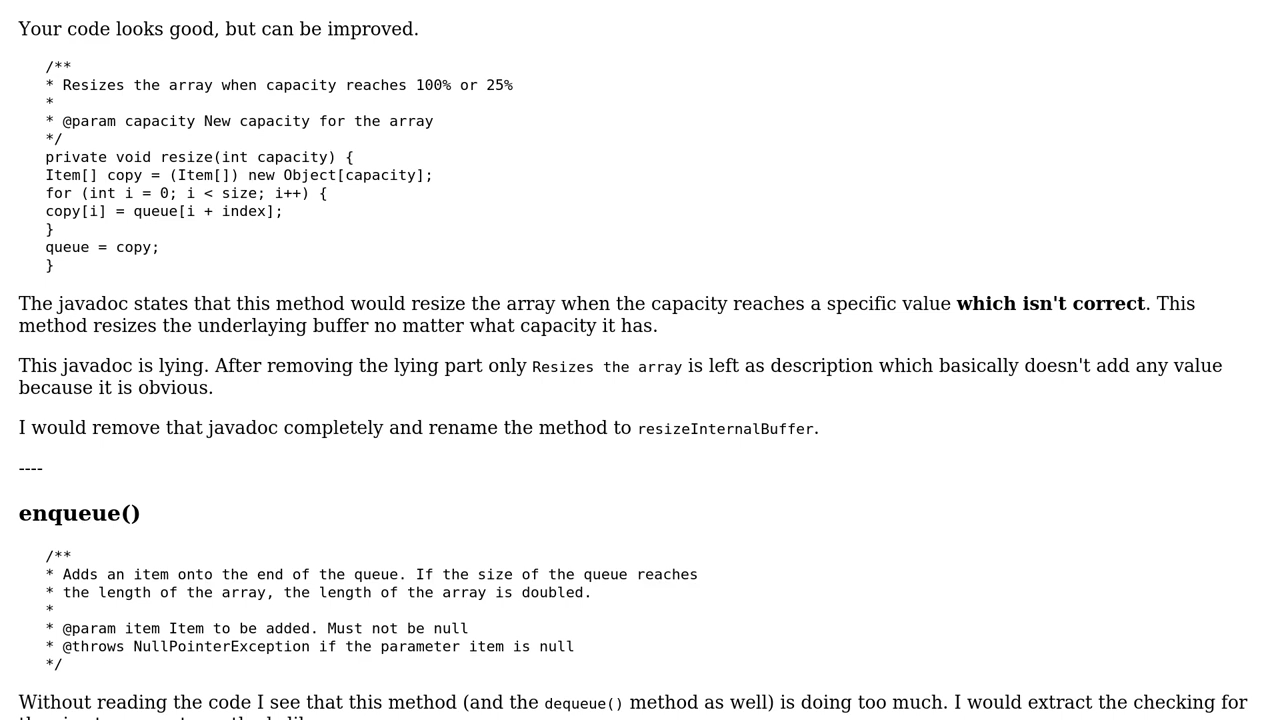 Your code looks good, but can be improved.
/**
* Resizes the array when capacity reaches 100% or 25%
*
* @param capacity New capacity for the array
*/
private void resize(int capacity) {
Item[] copy = (Item[]) new Object[capacity];
for (int i = 0; i < size; i++) {
copy[i] = queue[i + index];
}
queue = copy;
}
The javadoc states that this method would resize the array when the capacity reaches a specific value which isn't correct. This
method resizes the underlaying buffer no matter what capacity it has.
This javadoc is lying. After removing the lying part only Resizes the array is left as description which basically doesn't add any value
because it is obvious.
I would remove that javadoc completely and rename the method to resizeInternalBuffer.
----
enqueue()
/**
* Adds an item onto the end of the queue. If the size of the queue reaches
* the length of the array, the length of the array is doubled.
*
* @param item Item to be added. Must not be null
* @throws NullPointerException if the parameter item is null
*/
Without reading the code I see that this method (and the dequeue() method as well) is doing too much. I would extract the checking for